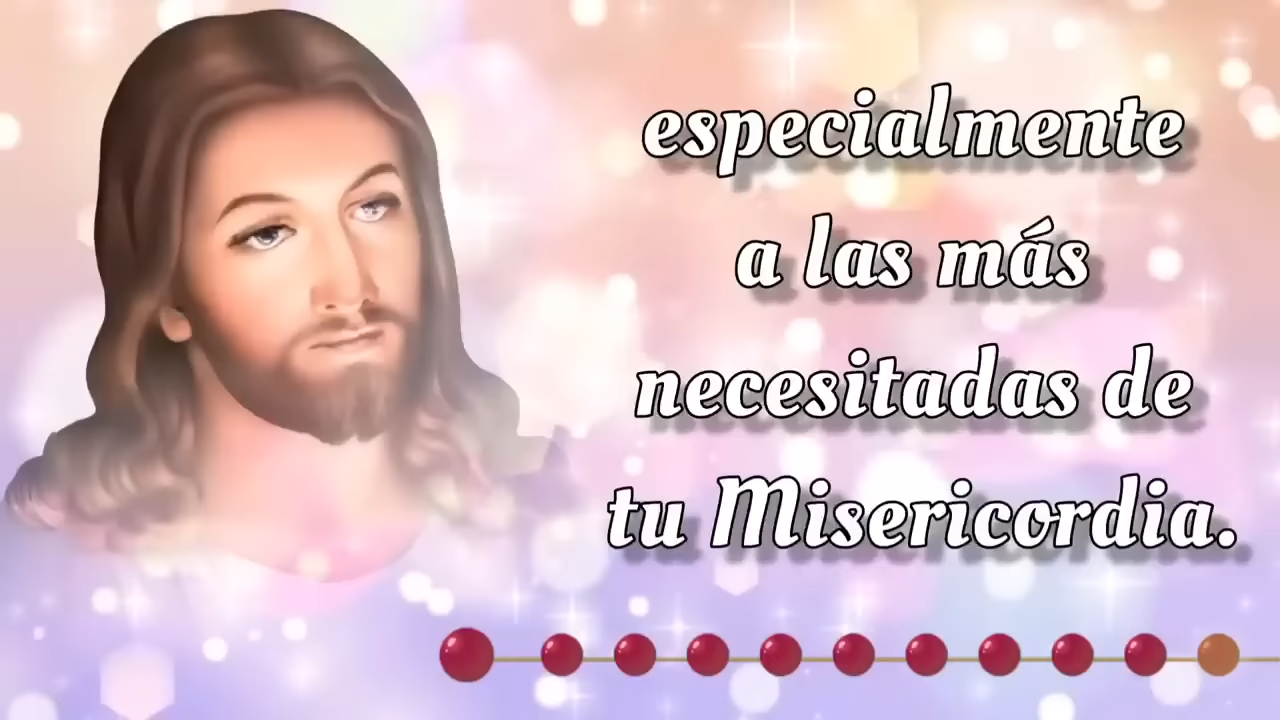 especialmente
a las más
necesitadas de
tu Misericordia.